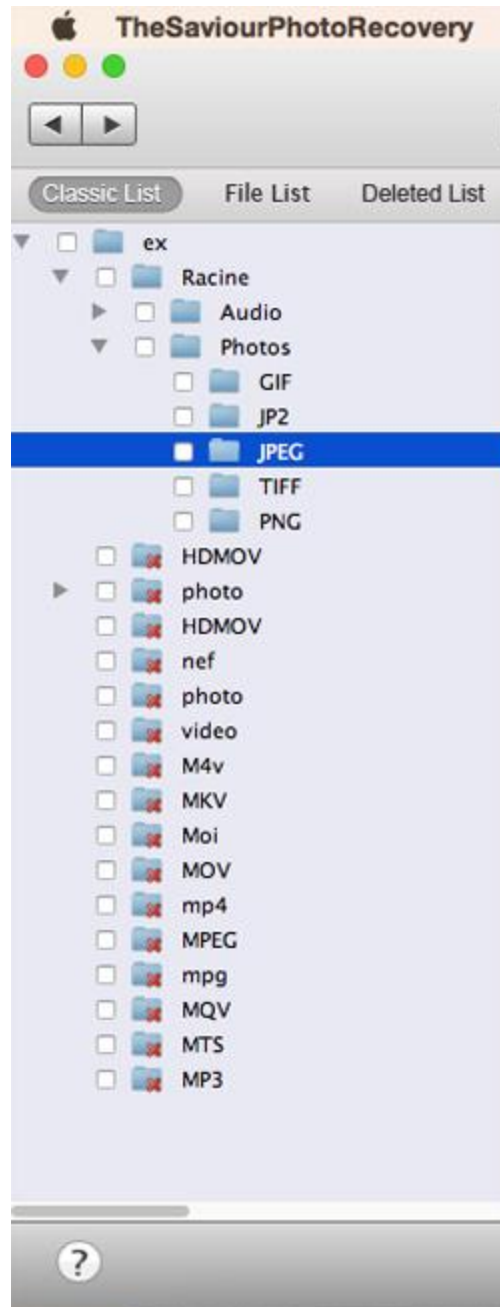 TheSaviourPhotoRecovery
Classic List File List Deleted List
ex
Racine
Audio
Photos
GIF
JP2
JPEG
TIFF
PNG
HDMOV
photo
HDMOV
nef
photo
video
M4v
MKV
Moi
MOV
mp4
MPEG
mpg
MQV
MTS
MP3
?